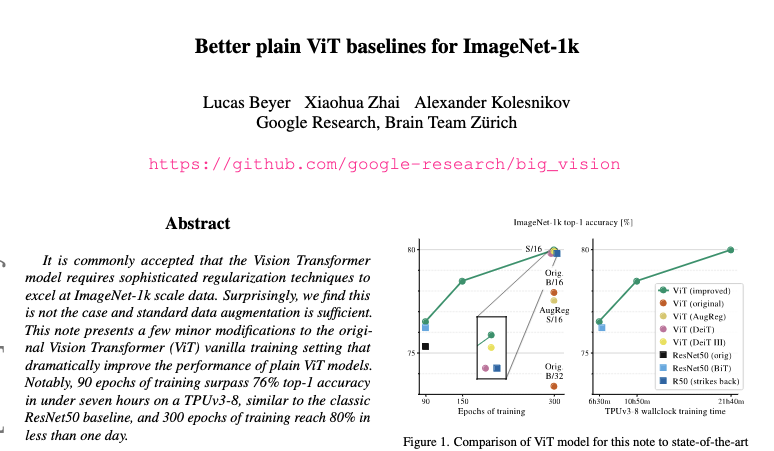 Better plain ViT baselines for ImageNet-1k
Lucas Beyer Xiaohua Zhai Alexander Kolesnikov
Google Research, Brain Team Zürich
https://github.com/google-research/big_vision
Abstract
It is commonly accepted that the Vision Transformer
model requires sophisticated regularization techniques to
excel at ImageNet-1k scale data. Surprisingly, we find this
is not the case and standard data augmentation is sufficient.
This note presents a few minor modifications to the origi-
nal Vision Transformer (ViT) vanilla training setting that
dramatically improve the performance of plain ViT models.
Notably, 90 epochs of training surpass 76% top-1 accuracy
in under seven hours on a TPUv3-8, similar to the classic
ResNet50 baseline, and 300 epochs of training reach 80% in
less than one day.
ImageNet-1k top-1 accuracy [%]
80
75
S/16
Orig.
B/16
AugReg
S/16
Orig.
B/32
90
150
300
Epochs of training
80
75
ViT (improved)
ViT (original)
ViT (AugReg)
ViT (DeiT)
ViT (DeiT III)
ResNet50 (orig)
ResNet50 (BiT)
R50 (strikes back)
6h30m
10h50m
21h40m
TPUv3-8 wallclock training time
Figure 1. Comparison of ViT model for this note to state-of-the-art